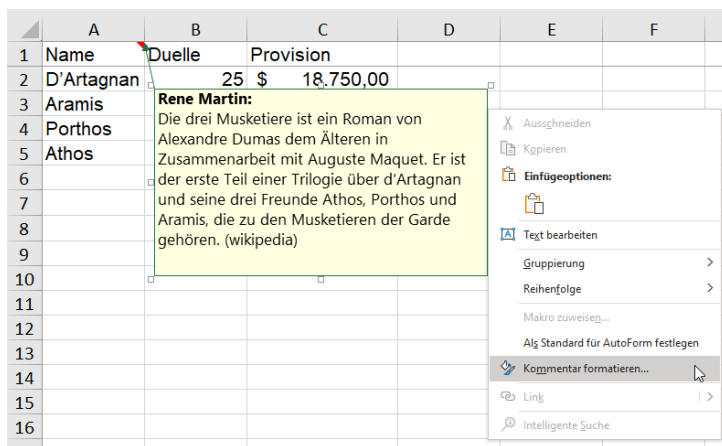 A B C D E F
1 Name Duelle Provision
2 D'Artagnan 25 $ 18.750,00
3 Aramis
4 Porthos
5 Athos
6
7
8
9
10
11
12
13
14
15
16
Rene Martin:
Die drei Musketiere ist ein Roman von
Alexandre Dumas dem Älteren in
Zusammenarbeit mit Auguste Maquet. Er ist
der erste Teil einer Trilogie über d'Artagnan
und seine drei Freunde Athos, Porthos und
Aramis, die zu den Musketieren der Garde
gehören. (wikipedia)
Ausschneiden
Kopieren
Einfügeoptionen:
Text bearbeiten
Gruppierung
Reihenfolge
Makro zuweisen...
Als Standard für AutoForm festlegen
Kommentar formatieren...
Link
Intelligente Suche